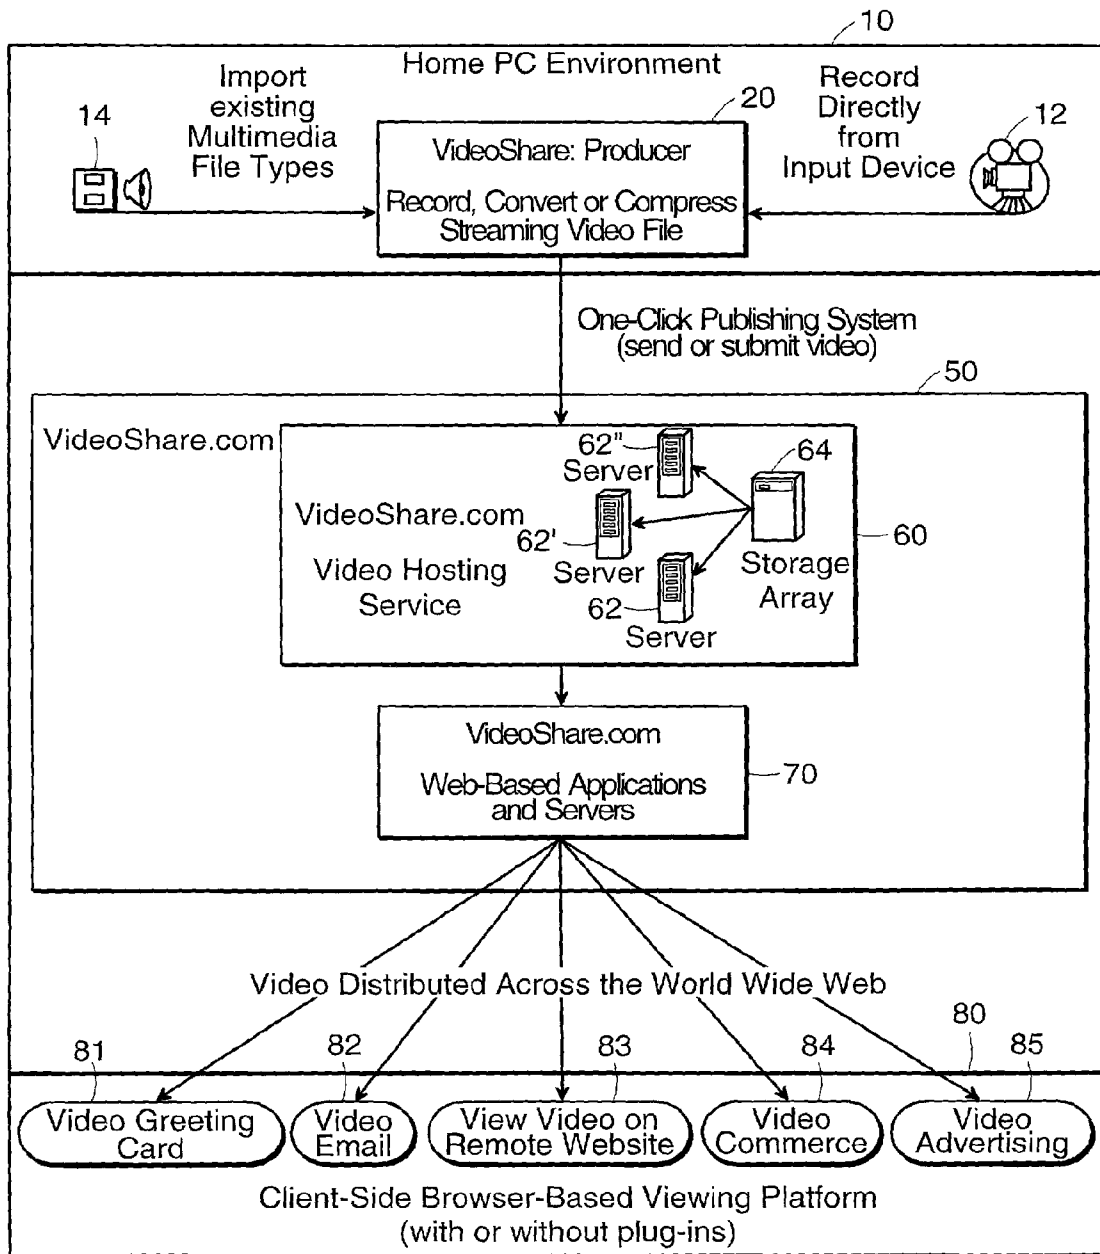 10
Home PC Environment
Import
existing
Multimedia
File Types
14
20
Record
Directly
from
Input Device
12
VideoShare: Producer
Record, Convert or Compress
Streaming Video File
One-Click Publishing System
(send or submit video)
50
VideoShare.com
62"
Server
64
VideoShare.com
62'
Server
60
Video Hosting
Service
Storage
Array
62
Server
VideoShare.com
Web-Based Applications
and Servers
70
Video Distributed Across the World Wide Web
81
82
83
84
80
85
Video Greeting
Card
Video
Email
View Video on
Remote Website
Video
Commerce
Video
Advertising
Client-Side Browser-Based Viewing Platform
(with or without plug-ins)